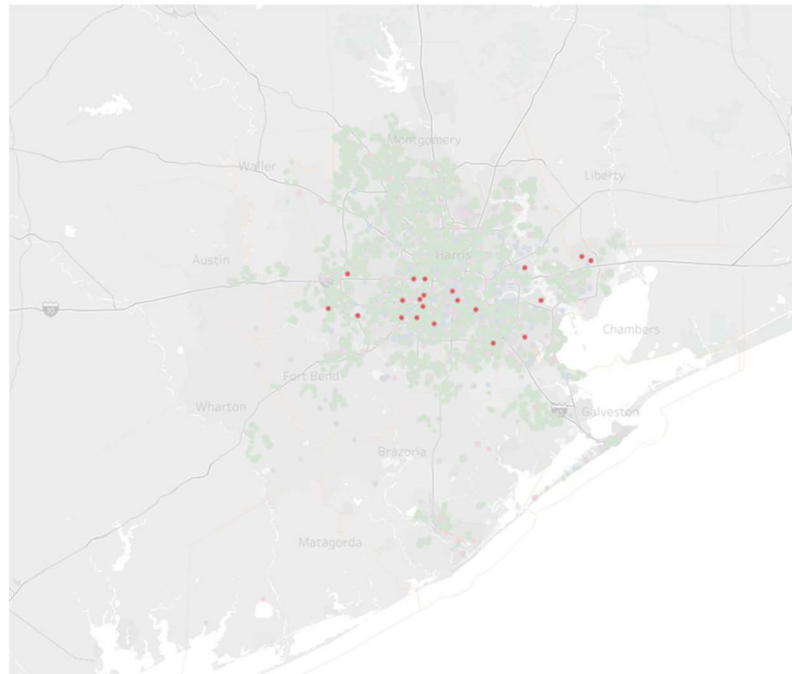 Montgomery
Waller
Liberty
Austin
Harris
Chambers
Fort Bend
Wharton
Galveston
Brazoria
Matagorda